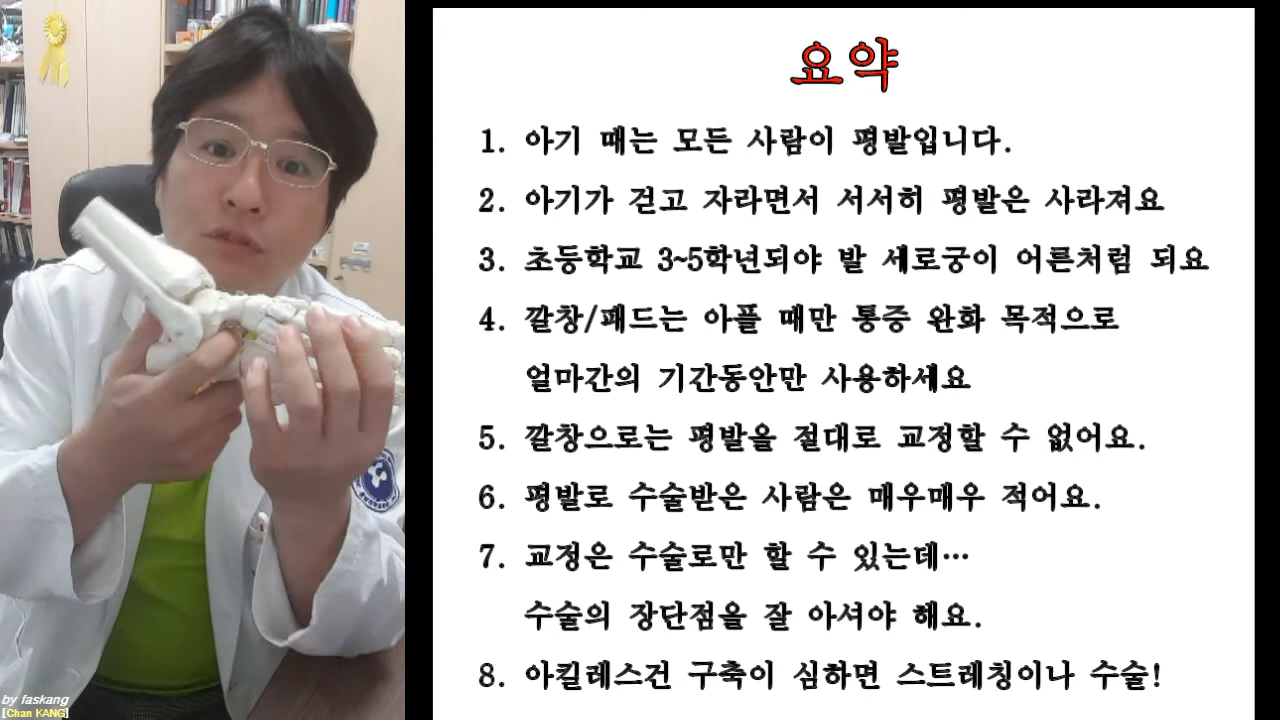 요약
1. 아기 때는 모든 사람이 평발입니다.
2. 아기가 걷고 자라면서 서서히 평발은 사라져요
3. 초등학교 3~5학년되야 발 세로궁이 어른처럼 되요
4. 깔창/패드는 아플 때만 통증 완화 목적으로
얼마간의 기간동안만 사용하세요
5. 깔창으로는 평발을 절대로 교정할 수 없어요.
6. 평발로 수술받은 사람은 매우매우 적어요.
7. 교정은 수술로만 할 수 있는데…
수술의 장단점을 잘 아셔야 해요.
8. 아킬레스건 구축이 심하면 스트레칭이나 수술!
by faskang
[Chan KANG]